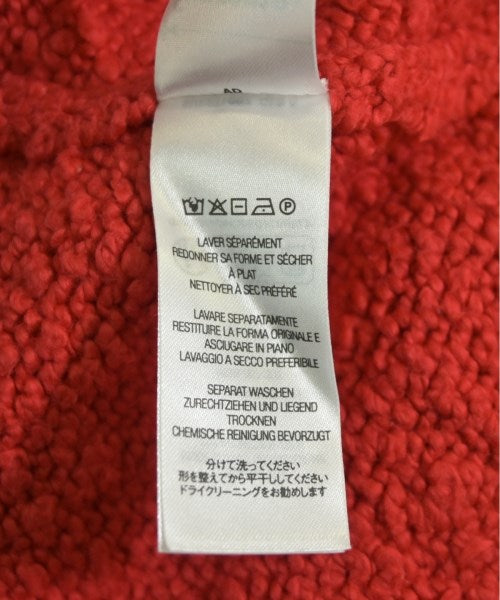 LAVER SÉPARÉMENT
REDONNER SA FORME ET SÉCHER
À PLAT
NETTOYER À SEC PRÉFÉRÉ
LAVARE SEPARATAMENTE
RESTITUIRE LA FORMA ORIGINALE E
ASCIUGARE IN PIANO
LAVAGGIO A SECCO PREFERIBILE
SEPARAT WASCHEN
ZURECHTZIEHEN UND LIEGEND
TROCKNEN
CHEMISCHE REINIGUNG BEVORZUGT
分けて洗ってください
形を整えてから平干ししてください
ドライクリーニングをお勧めします